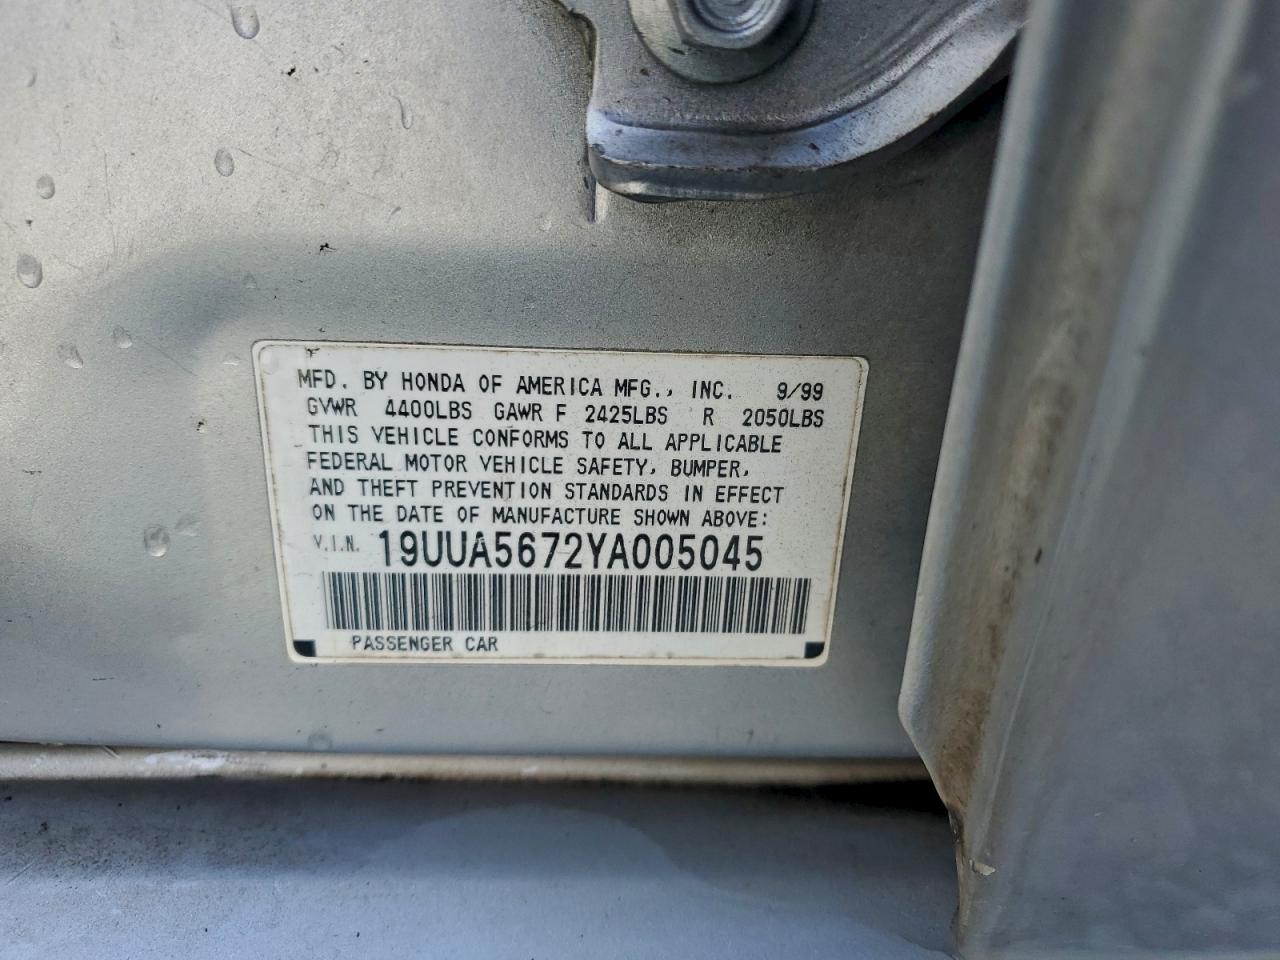 MFD. BY HONDA OF AMERICA MFG., INC. 9/99
GVWR 4400LBS GAWR F 2425LBS R 2050LBS
THIS VEHICLE CONFORMS TO ALL APPLICABLE
FEDERAL MOTOR VEHICLE SAFETY, BUMPER,
AND THEFT PREVENTION STANDARDS IN EFFECT
ON THE DATE OF MANUFACTURE SHOWN ABOVE:
V.I.N. 19UUA5672YA005045
PASSENGER CAR